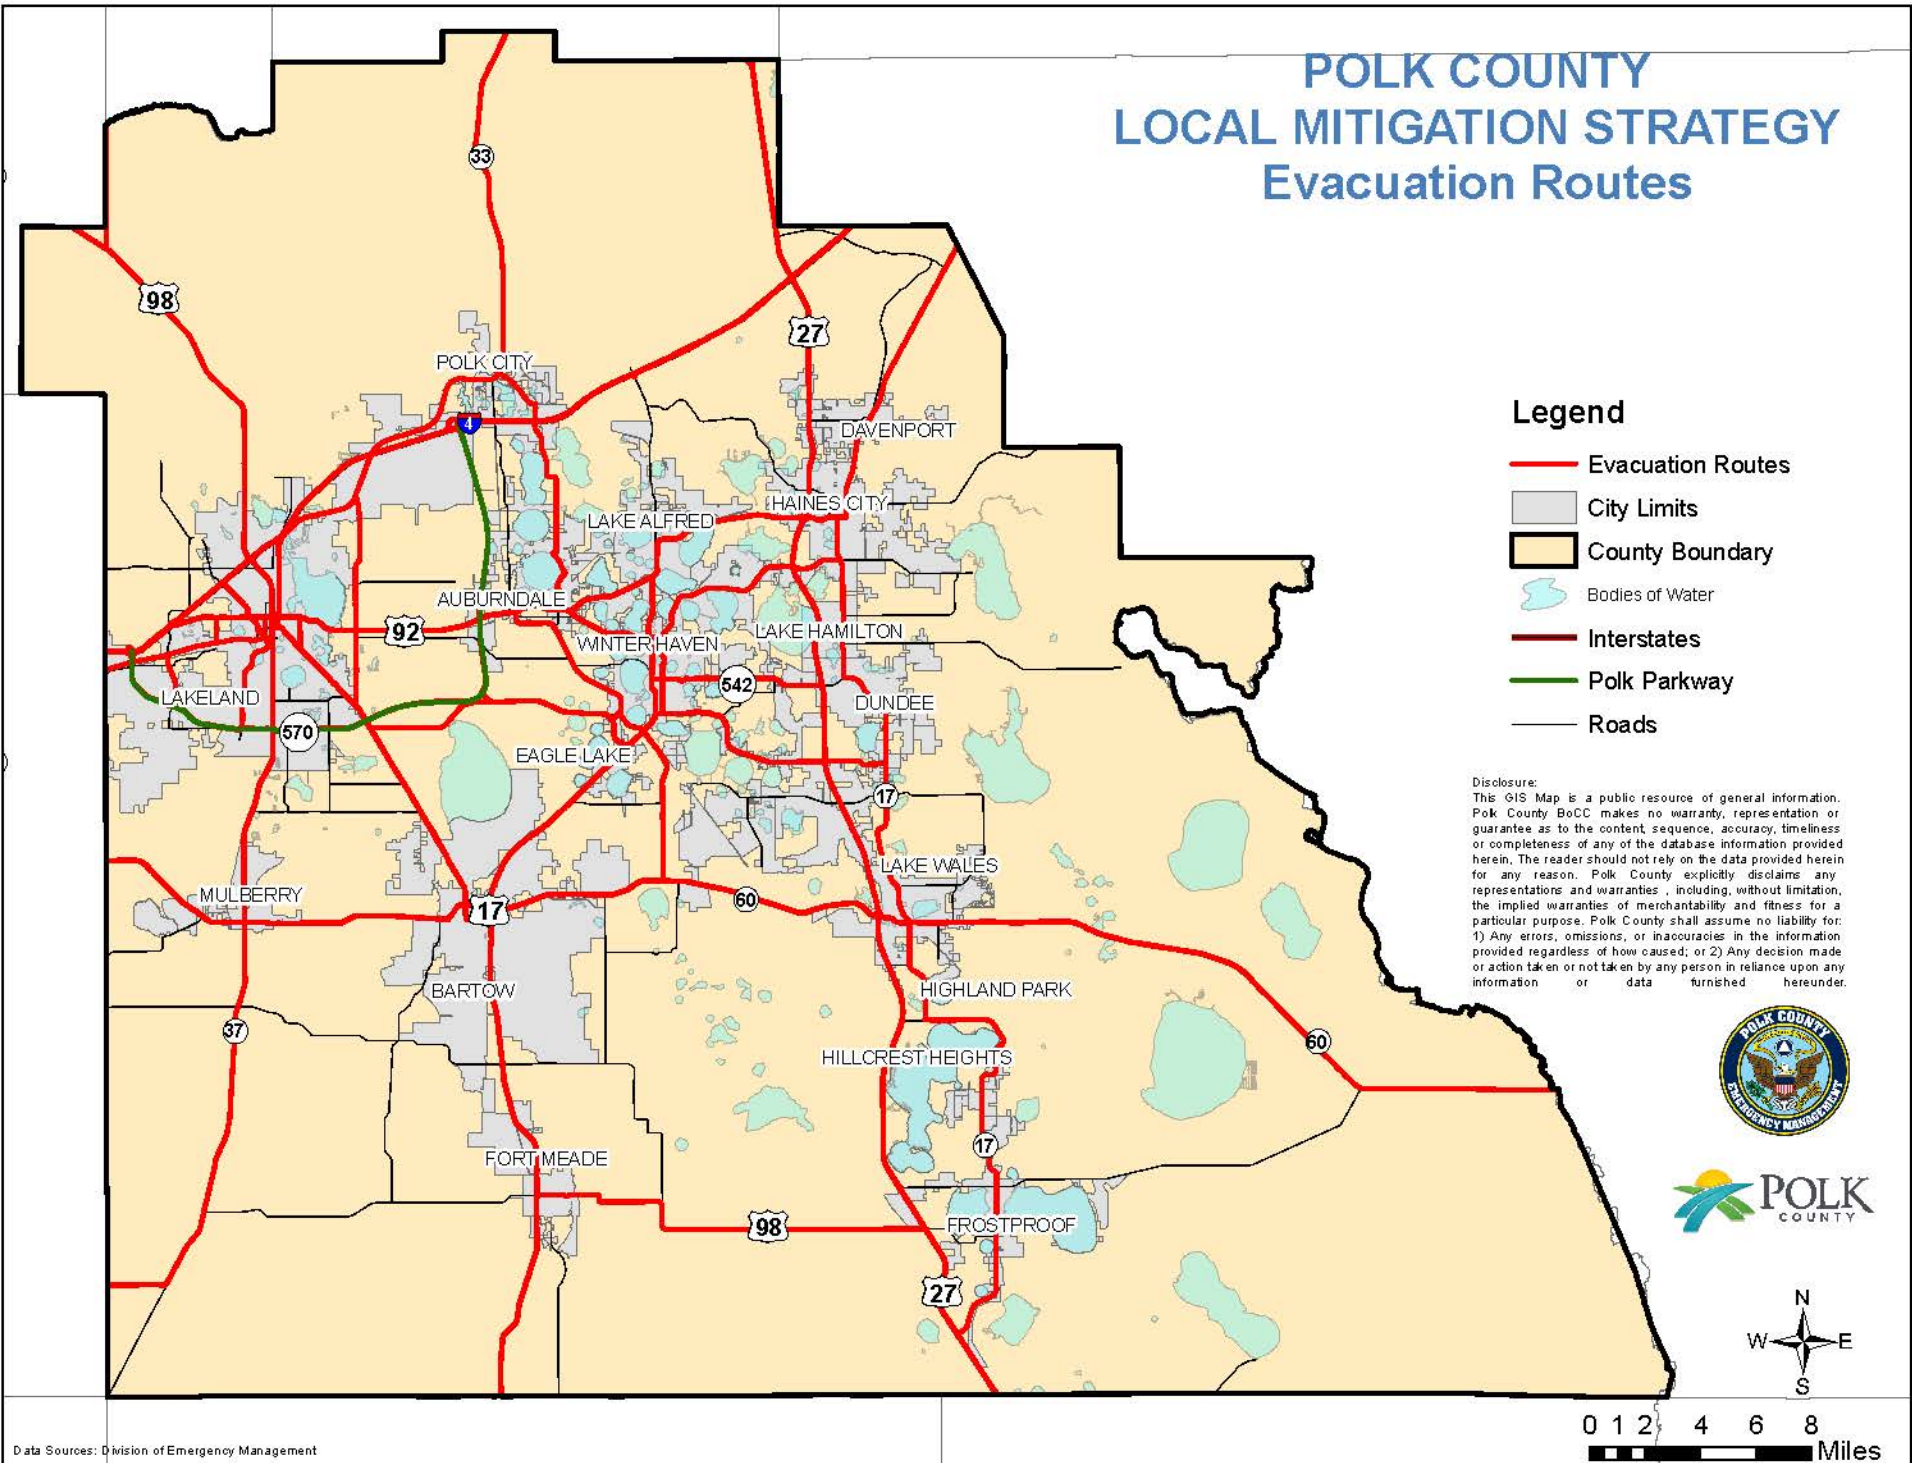 POLK COUNTY
LOCAL MITIGATION STRATEGY
Evacuation Routes
33
98
27
POLK CITY
4
DAVENPORT
HAINES CITY
LAKE ALFRED
AUBURNDALE
92
WINTER HAVEN
LAKE HAMILTON
542
LAKELAND
DUNDEE
570
EAGLE LAKE
17
LAKE WALES
MULBERRY
60
17
BARTOW
HIGHLAND PARK
37
60
HILLCREST HEIGHTS
17
FORT MEADE
98
FROSTPROOF
27
Legend
Evacuation Routes
City Limits
County Boundary
Bodies of Water
Interstates
Polk Parkway
Roads
Disclosure:
This GIS Map is a public resource of general information.
Polk County BoCC makes no warranty, representation or
guarantee as to the content, sequence, accuracy, timeliness
or completeness of any of the database information provided
herein. The reader should not rely on the data provided herein
for any reason. Polk County explicitly disclaims any
representations and warranties , including, without limitation,
the implied warranties of merchantability and fitness for a
particular purpose. Polk County shall assume no liability for:
1) Any errors, omissions, or inaccuracies in the information
provided regardless of how caused; or 2) Any decision made
or action taken or not taken by any person in reliance upon any
information or data furnished hereunder.
POLK COUNTY
EMERGENCY MANAGEMENT
POLK
COUNTY
N
W E
S
0 1 2 4 6 8
Miles
Data Sources: Division of Emergency Management